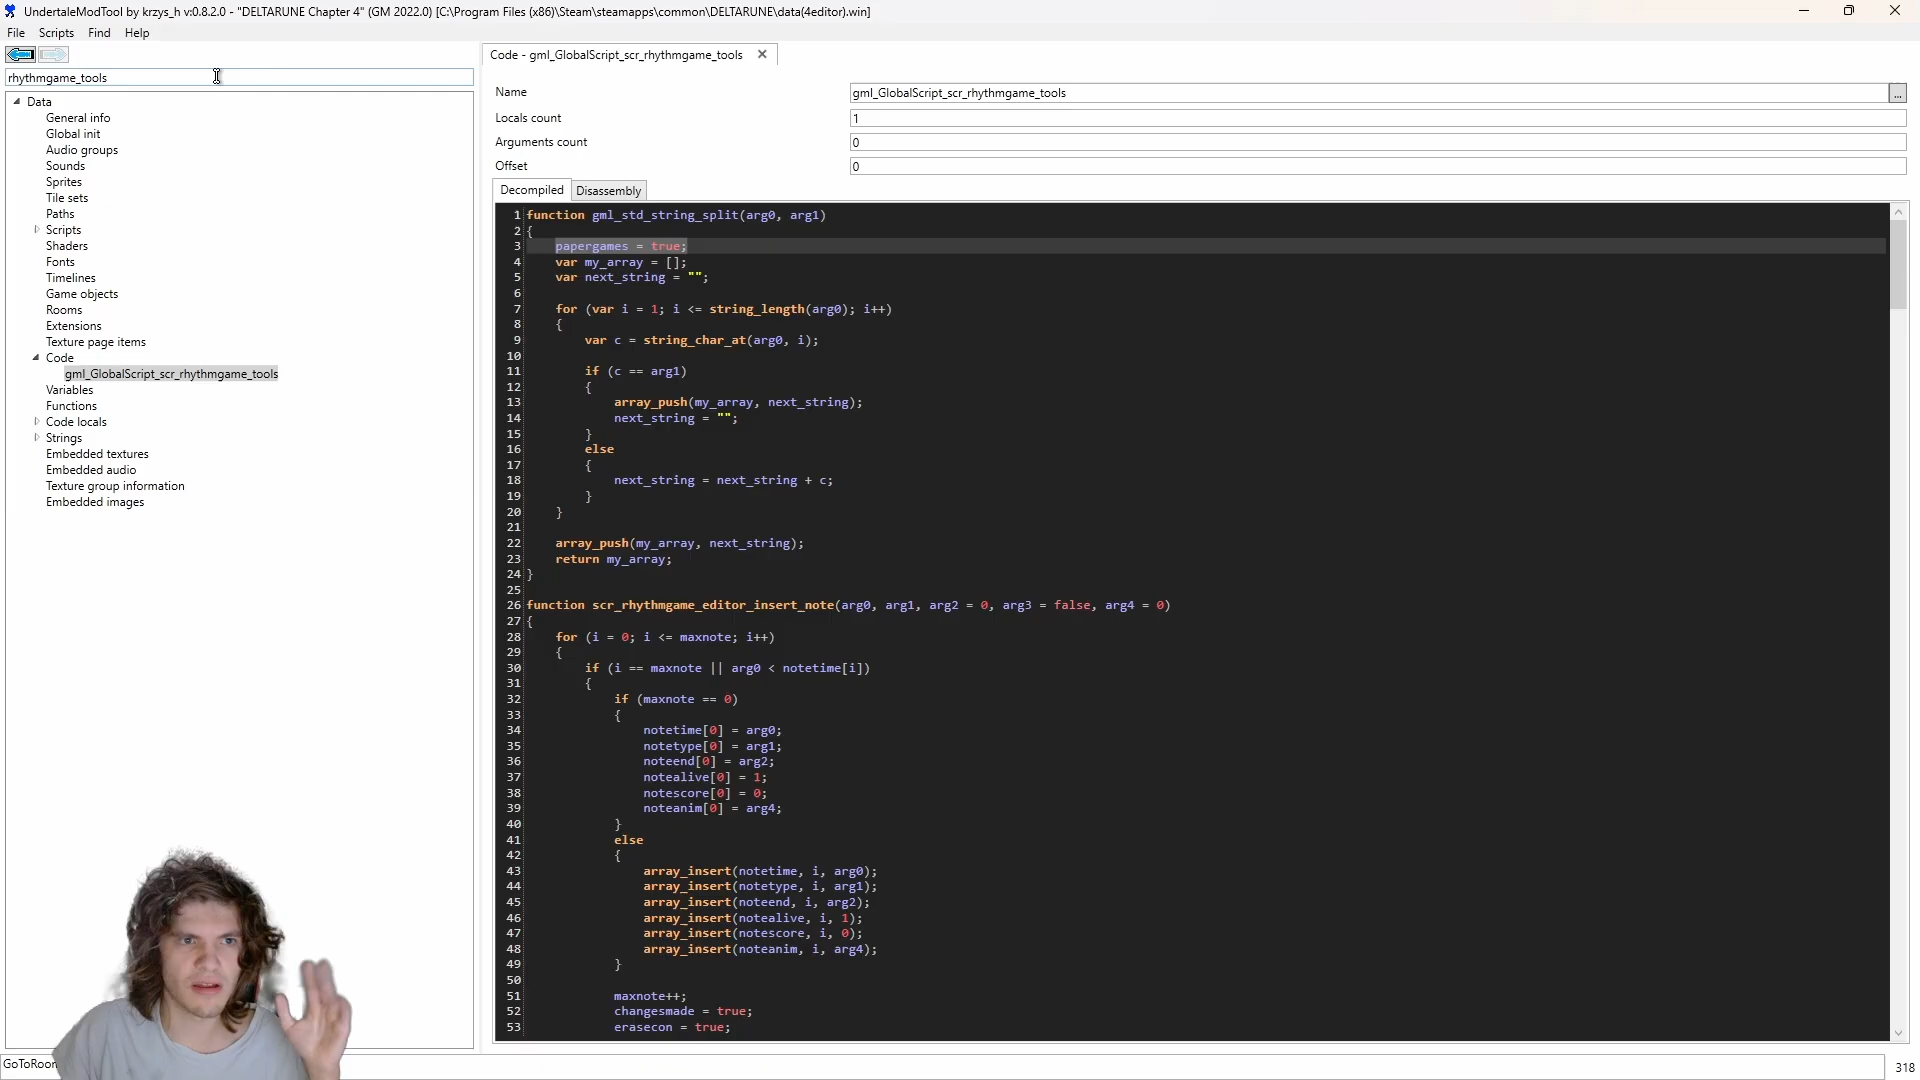 UndertaleModTool by krzys_h v:0.8.2.0 - "DELTARUNE Chapter 4" (GM 2022.0) [C:\Program Files (x86)\Steam\steamapps\common\DELTARUNE\data(4editor).win]
File Scripts Find Help
rhythmgame_tools
Data
General info
Global init
Audio groups
Sounds
Sprites
Tile sets
Paths
Scripts
Shaders
Fonts
Timelines
Game objects
Rooms
Extensions
Texture page items
Code
gml_GlobalScript_scr_rhythmgame_tools
Variables
Functions
Code locals
Strings
Embedded textures
Embedded audio
Texture group information
Embedded images
Code - gml_GlobalScript_scr_rhythmgame_tools
Name gml_GlobalScript_scr_rhythmgame_tools ...
Locals count 1
Arguments count 0
Offset 0
Decompiled Disassembly
1 function gml_std_string_split(arg0, arg1)
2 {
3 papergames = true;
4 var my_array = [];
5 var next_string = "";
6
7 for (var i = 1; i <= string_length(arg0); i++)
8 {
9 var c = string_char_at(arg0, i);
10
11 if (c == arg1)
12 {
13 array_push(my_array, next_string);
14 next_string = "";
15 }
16 else
17 {
18 next_string = next_string + c;
19 }
20 }
21
22 array_push(my_array, next_string);
23 return my_array;
24 }
25
26 function scr_rhythmgame_editor_insert_note(arg0, arg1, arg2 = 0, arg3 = false, arg4 = 0)
27 {
28 for (i = 0; i <= maxnote; i++)
29 {
30 if (i == maxnote || arg0 < notetime[i])
31 {
32 if (maxnote == 0)
33 {
34 notetime[0] = arg0;
35 notetype[0] = arg1;
36 noteend[0] = arg2;
37 notealive[0] = 1;
38 notescore[0] = 0;
39 noteanim[0] = arg4;
40 }
41 else
42 {
43 array_insert(notetime, i, arg0);
44 array_insert(notetype, i, arg1);
45 array_insert(noteend, i, arg2);
46 array_insert(notealive, i, 1);
47 array_insert(notescore, i, 0);
48 array_insert(noteanim, i, arg4);
49 }
50
51 maxnote++;
52 changesmade = true;
53 erasecon = true;
GoToRoom
318